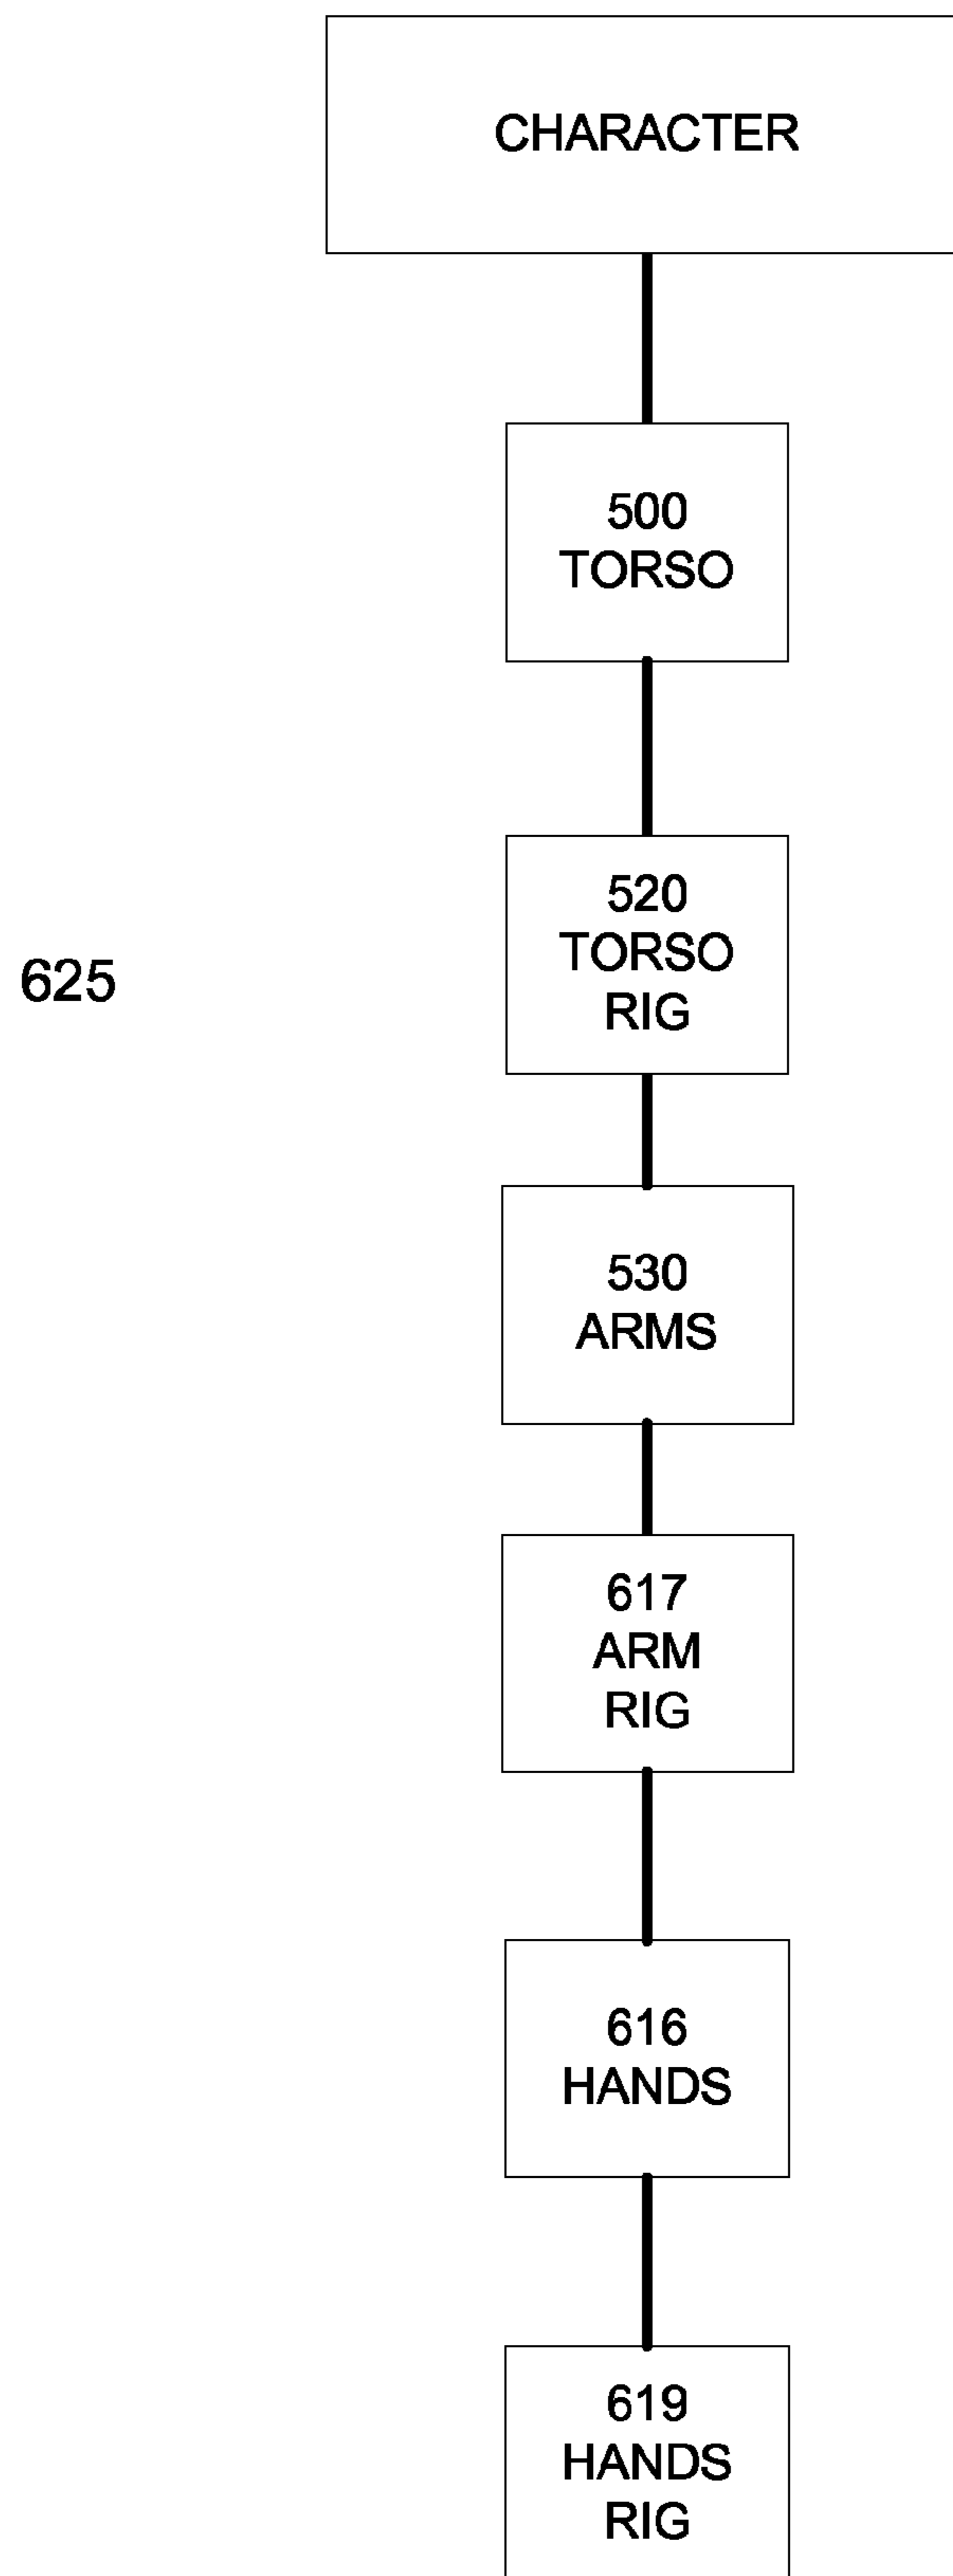 CHARACTER
500
TORSO
520
TORSO
RIG
625
530
ARMS
617
ARM
RIG
616
HANDS
619
HANDS
RIG